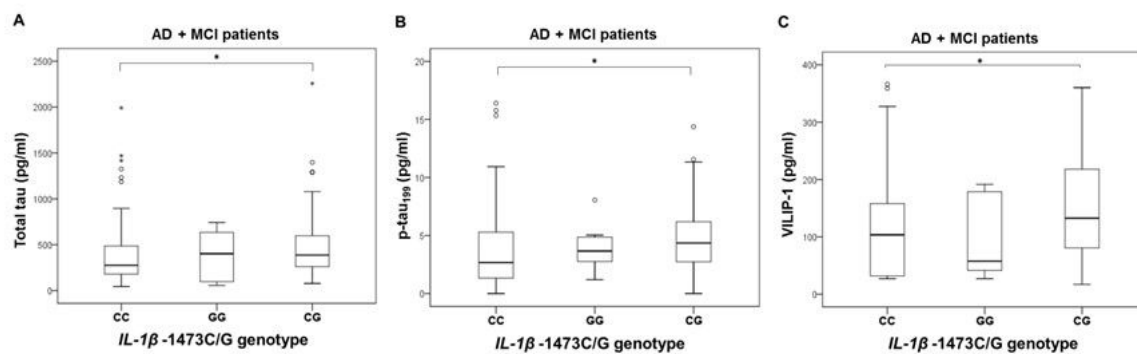 A
AD + MCI patients
*
2500
2000
1500
1000
500
0
Total tau (pg/ml)
CC
GG
CG
IL-1β -1473C/G genotype
B
AD + MCI patients
*
20
15
10
5
0
p-tau199 (pg/ml)
CC
GG
CG
IL-1β -1473C/G genotype
C
AD + MCI patients
*
400
300
200
100
0
VILIP-1 (pg/ml)
CC
GG
CG
IL-1β -1473C/G genotype